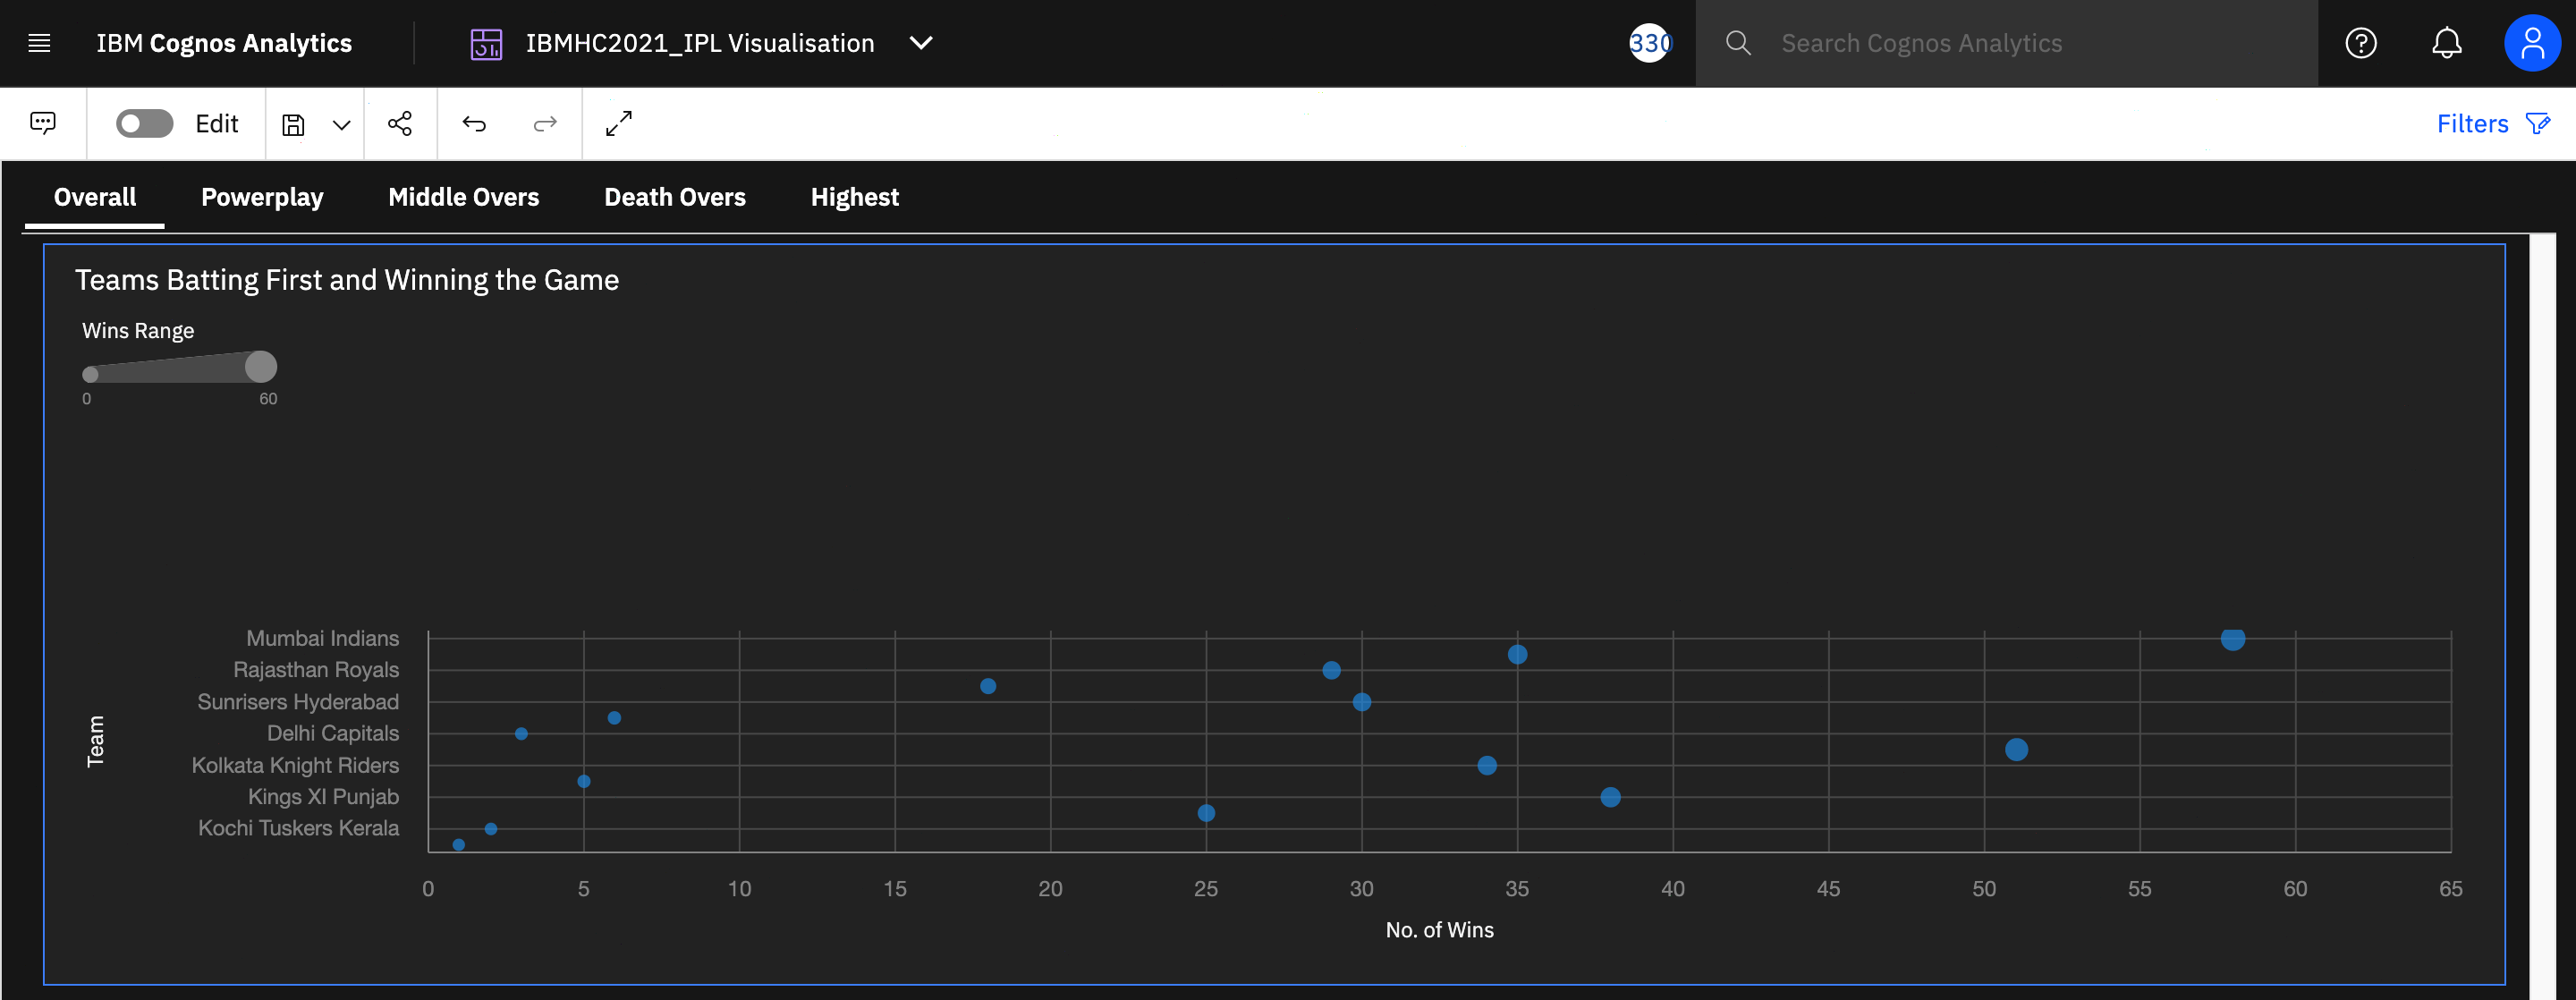 IBM Cognos Analytics
IBMHC2021_IPL Visualisation
330
Search Cognos Analytics
Edit
Filters
Overall
Powerplay
Middle Overs
Death Overs
Highest
Teams Batting First and Winning the Game
Wins Range
0
60
Team
Mumbai Indians
Rajasthan Royals
Sunrisers Hyderabad
Delhi Capitals
Kolkata Knight Riders
Kings XI Punjab
Kochi Tuskers Kerala
0 5 10 15 20 25 30 35 40 45 50 55 60 65
No. of Wins